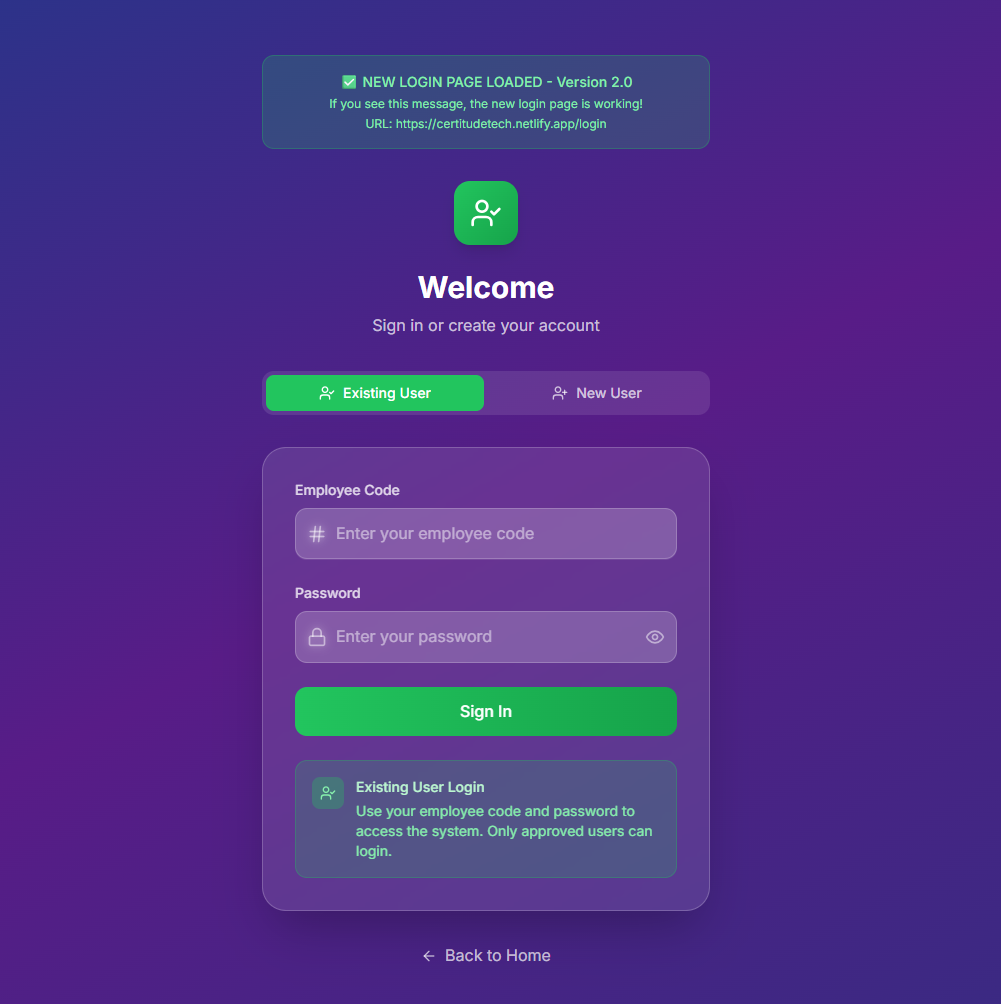 ✅ NEW LOGIN PAGE LOADED - Version 2.0
If you see this message, the new login page is working!
URL: https://certitudetech.netlify.app/login
Welcome
Sign in or create your account
Existing User
New User
Employee Code
# Enter your employee code
Password
Enter your password
Sign In
Existing User Login
Use your employee code and password to
access the system. Only approved users can
login.
← Back to Home